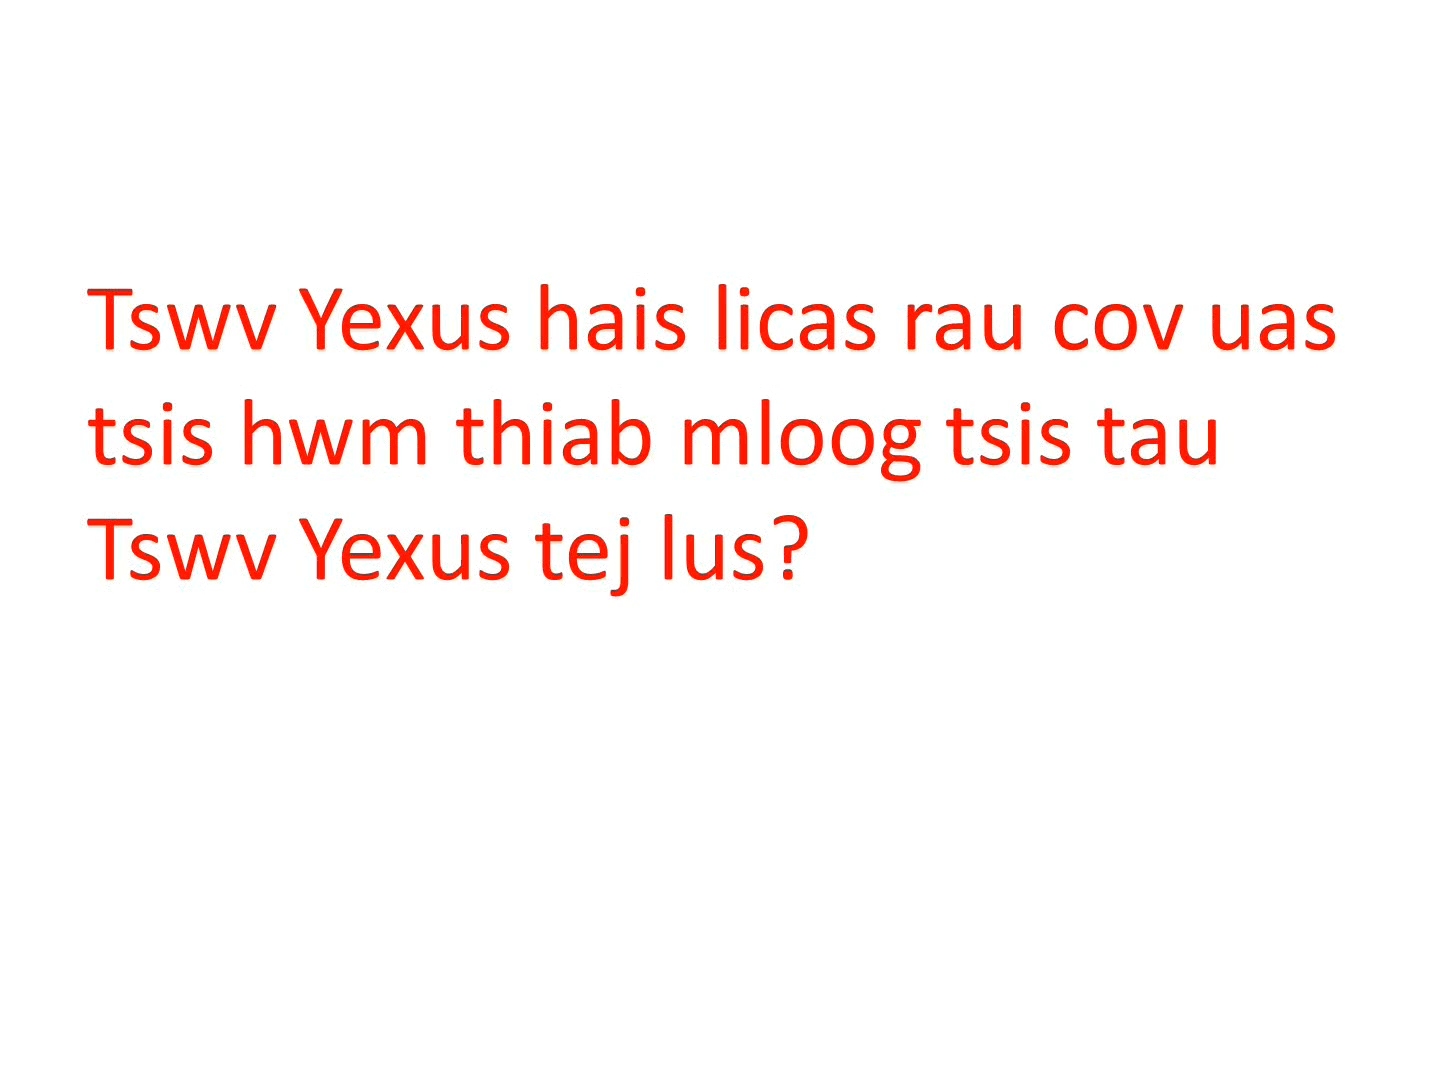 Tswv Yexus hais licas rau cov uas
tsis hwm thiab mloog tsis tau
Tswv Yexus tej lus?